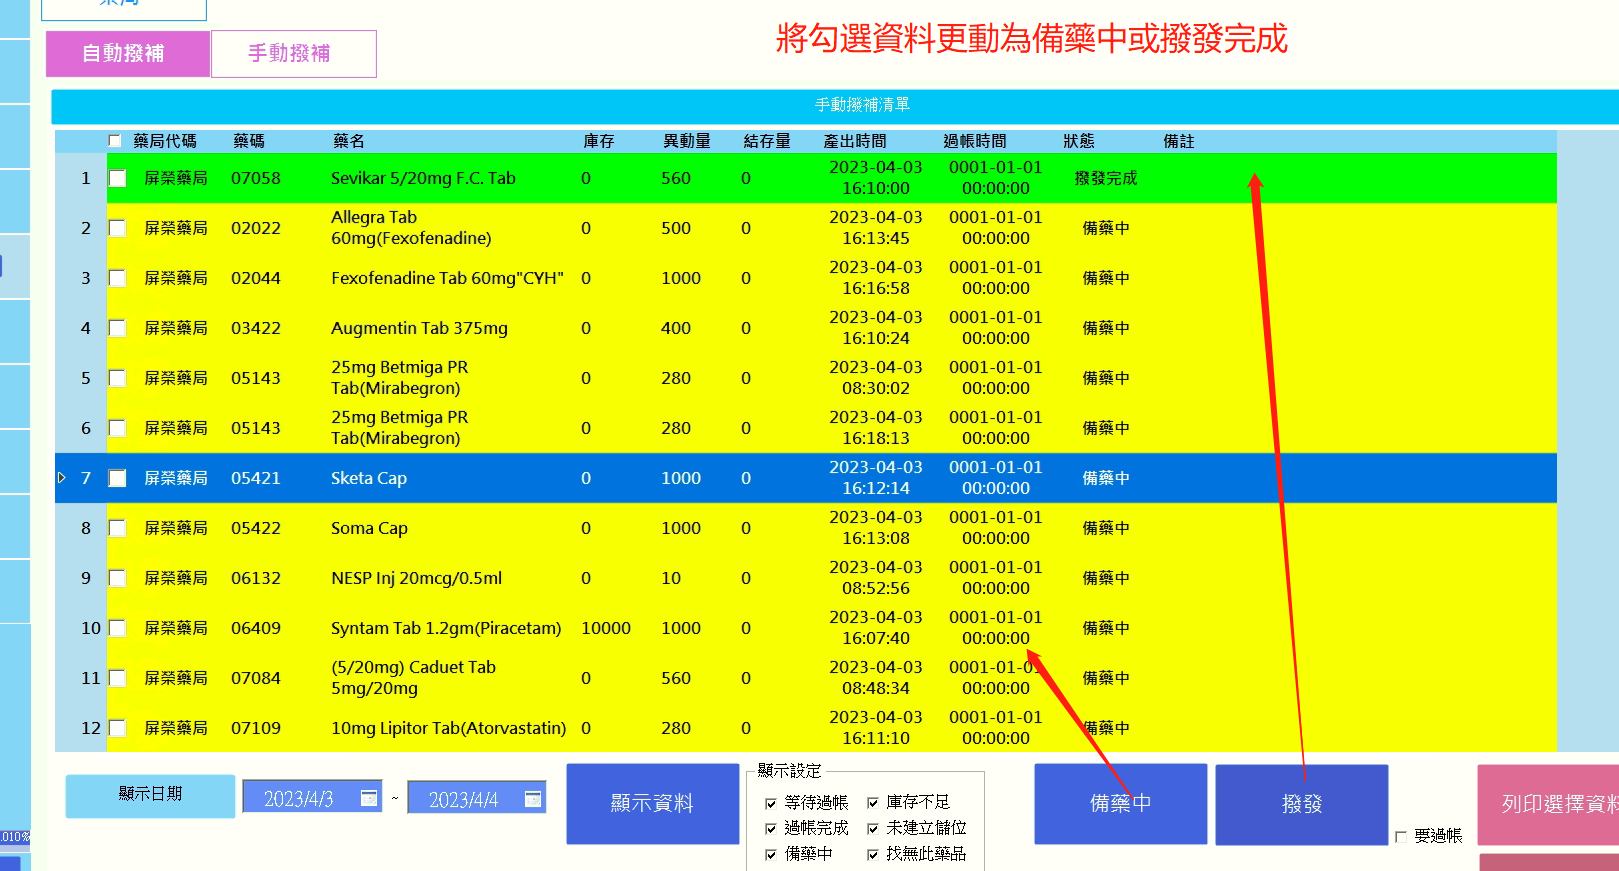 藥局
自動撥補 手動撥補
將勾選資料更動為備藥中或撥發完成
手動撥補清單
藥局代碼 藥碼 藥名 庫存 異動量 結存量 產出時間 過帳時間 狀態 備註
1 屏榮藥局 07058 Sevikar 5/20mg F.C. Tab 0 560 0 2023-04-03 16:10:00 0001-01-01 00:00:00 撥發完成
2 屏榮藥局 02022 Allegra Tab 60mg(Fexofenadine) 0 500 0 2023-04-03 16:13:45 0001-01-01 00:00:00 備藥中
3 屏榮藥局 02044 Fexofenadine Tab 60mg"CYH" 0 1000 0 2023-04-03 16:16:58 0001-01-01 00:00:00 備藥中
4 屏榮藥局 03422 Augmentin Tab 375mg 0 400 0 2023-04-03 16:10:24 0001-01-01 00:00:00 備藥中
5 屏榮藥局 05143 25mg Betmiga PR Tab(Mirabegron) 0 280 0 2023-04-03 08:30:02 0001-01-01 00:00:00 備藥中
6 屏榮藥局 05143 25mg Betmiga PR Tab(Mirabegron) 0 280 0 2023-04-03 16:18:13 0001-01-01 00:00:00 備藥中
7 屏榮藥局 05421 Sketa Cap 0 1000 0 2023-04-03 16:12:14 0001-01-01 00:00:00 備藥中
8 屏榮藥局 05422 Soma Cap 0 1000 0 2023-04-03 16:13:08 0001-01-01 00:00:00 備藥中
9 屏榮藥局 06132 NESP Inj 20mcg/0.5ml 0 10 0 2023-04-03 08:52:56 0001-01-01 00:00:00 備藥中
10 屏榮藥局 06409 Syntam Tab 1.2gm(Piracetam) 10000 1000 0 2023-04-03 16:07:40 0001-01-01 00:00:00 備藥中
11 屏榮藥局 07084 (5/20mg) Caduet Tab 5mg/20mg 0 560 0 2023-04-03 08:48:34 0001-01-01 00:00:00 備藥中
12 屏榮藥局 07109 10mg Lipitor Tab(Atorvastatin) 0 280 0 2023-04-03 16:11:10 0001-01-01 00:00:00 備藥中
顯示日期 2023/4/3 ~ 2023/4/4 顯示資料
顯示設定
等待過帳 庫存不足
過帳完成 未建立儲位
備藥中 找無此藥品
備藥中 撥發 要過帳 列印選擇資料
.010%